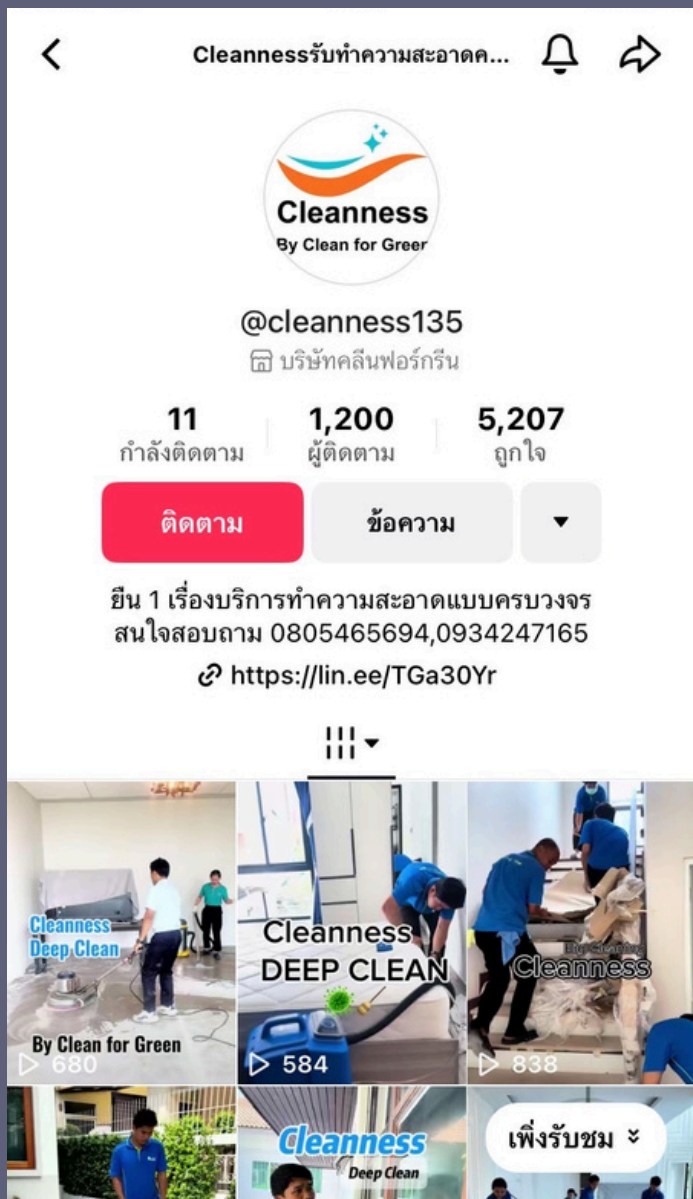 Cleannessรับทำความสะอาดค...
Cleanness
By Clean for Green
@cleanness135
บริษัทคลีนฟอร์กรีน
11
กำลังติดตาม
1,200
ผู้ติดตาม
5,207
ถูกใจ
ติดตาม
ข้อความ
ยืน 1 เรื่องบริการทำความสะอาดแบบครบวงจร
สนใจสอบถาม 0805465694,0934247165
https://lin.ee/TGa30Yr
Cleanness
Deep Clean
By Clean for Green
680
Cleanness
DEEP CLEAN
584
Big cleaning
Cleanness
838
Cleanness
Deep Clean
เพิ่งรับชม